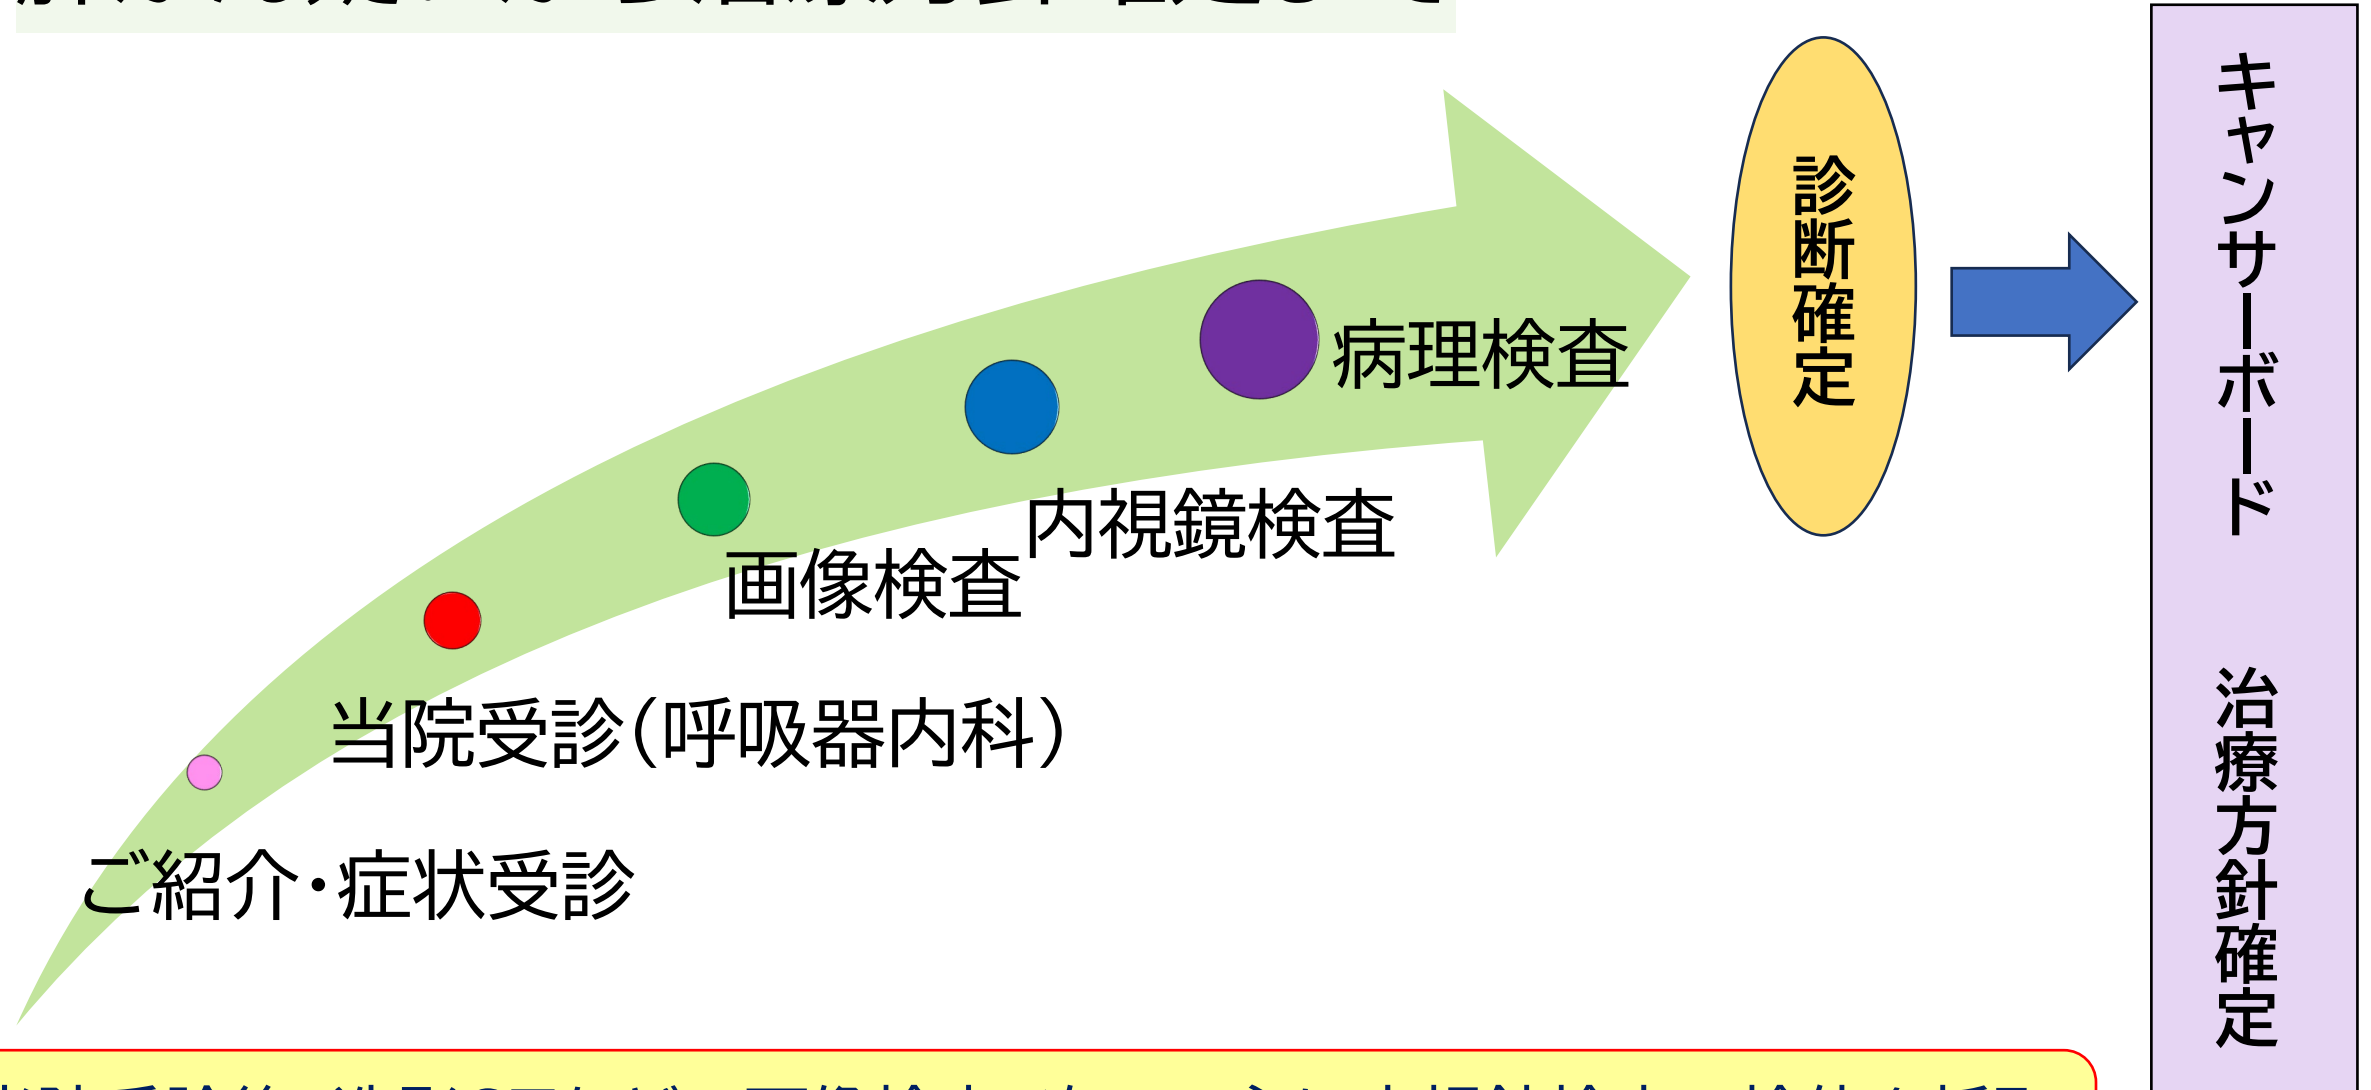 診断確定
キャンサーボード　治療方針確定
病理検査
内視鏡検査
画像検査
当院受診（呼吸器内科）
ご紹介・症状受診